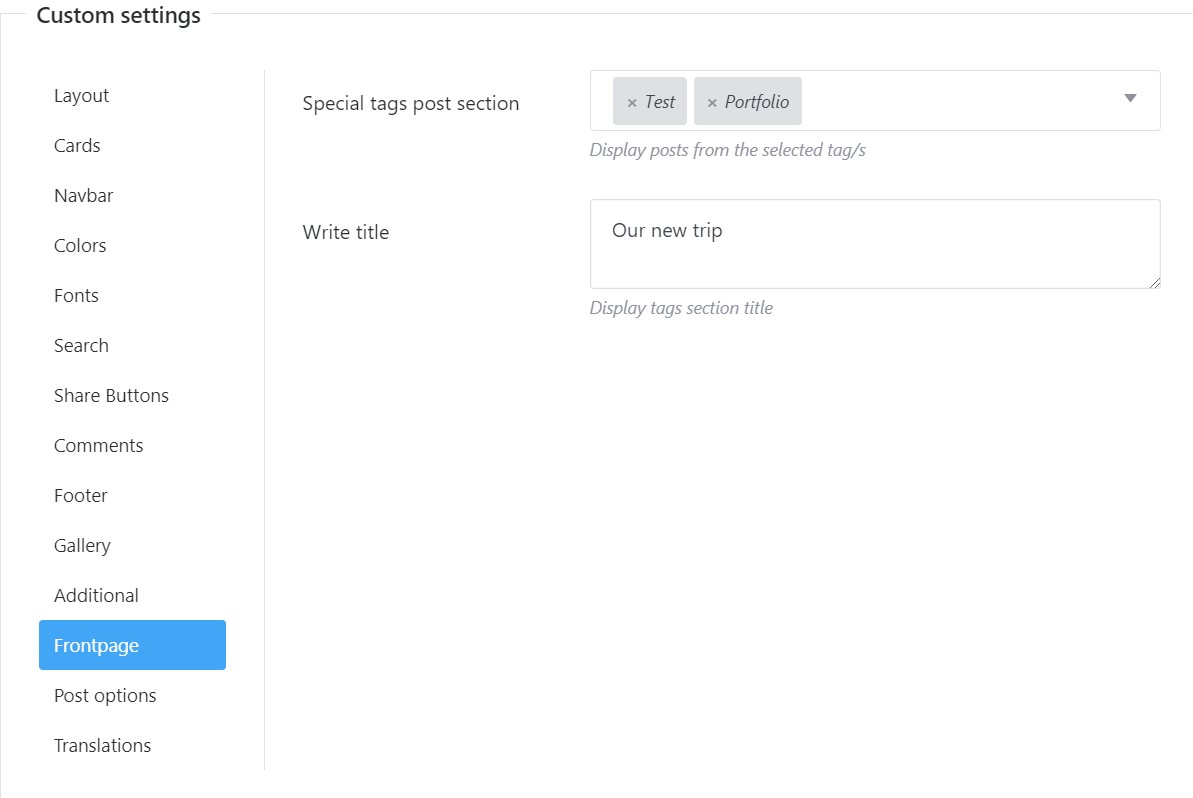 Custom settings
Layout
Cards
Navbar
Colors
Fonts
Search
Share Buttons
Comments
Footer
Gallery
Additional
Frontpage
Post options
Translations
Special tags post section
× Test × Portfolio
Display posts from the selected tag/s
Write title
Our new trip
Display tags section title